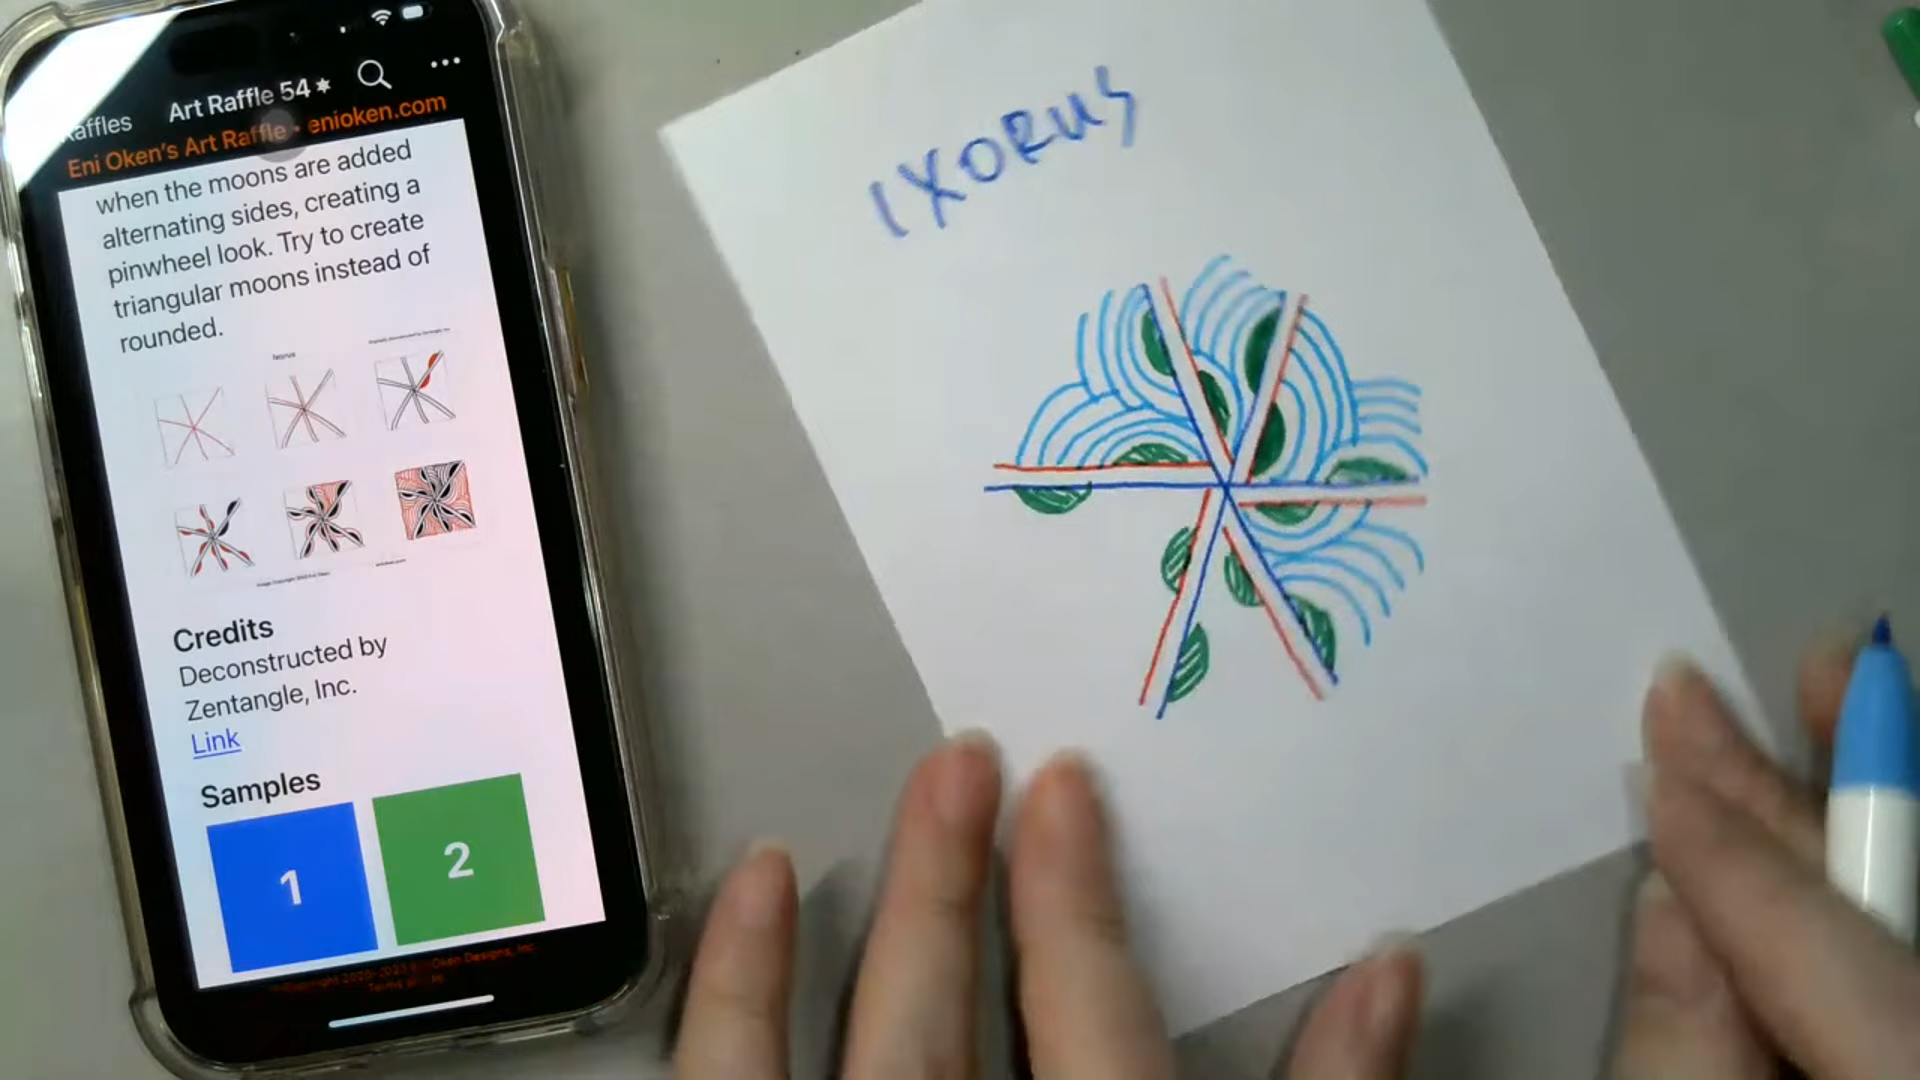 Raffles
Art Raffle 54 ✶
Eni Oken's Art Raffle • enioken.com
when the moons are added
alternating sides, creating a
pinwheel look. Try to create
triangular moons instead of
rounded.
Ixorus
Credits
Deconstructed by
Zentangle, Inc.
Link
Samples
1
2
IXORUS